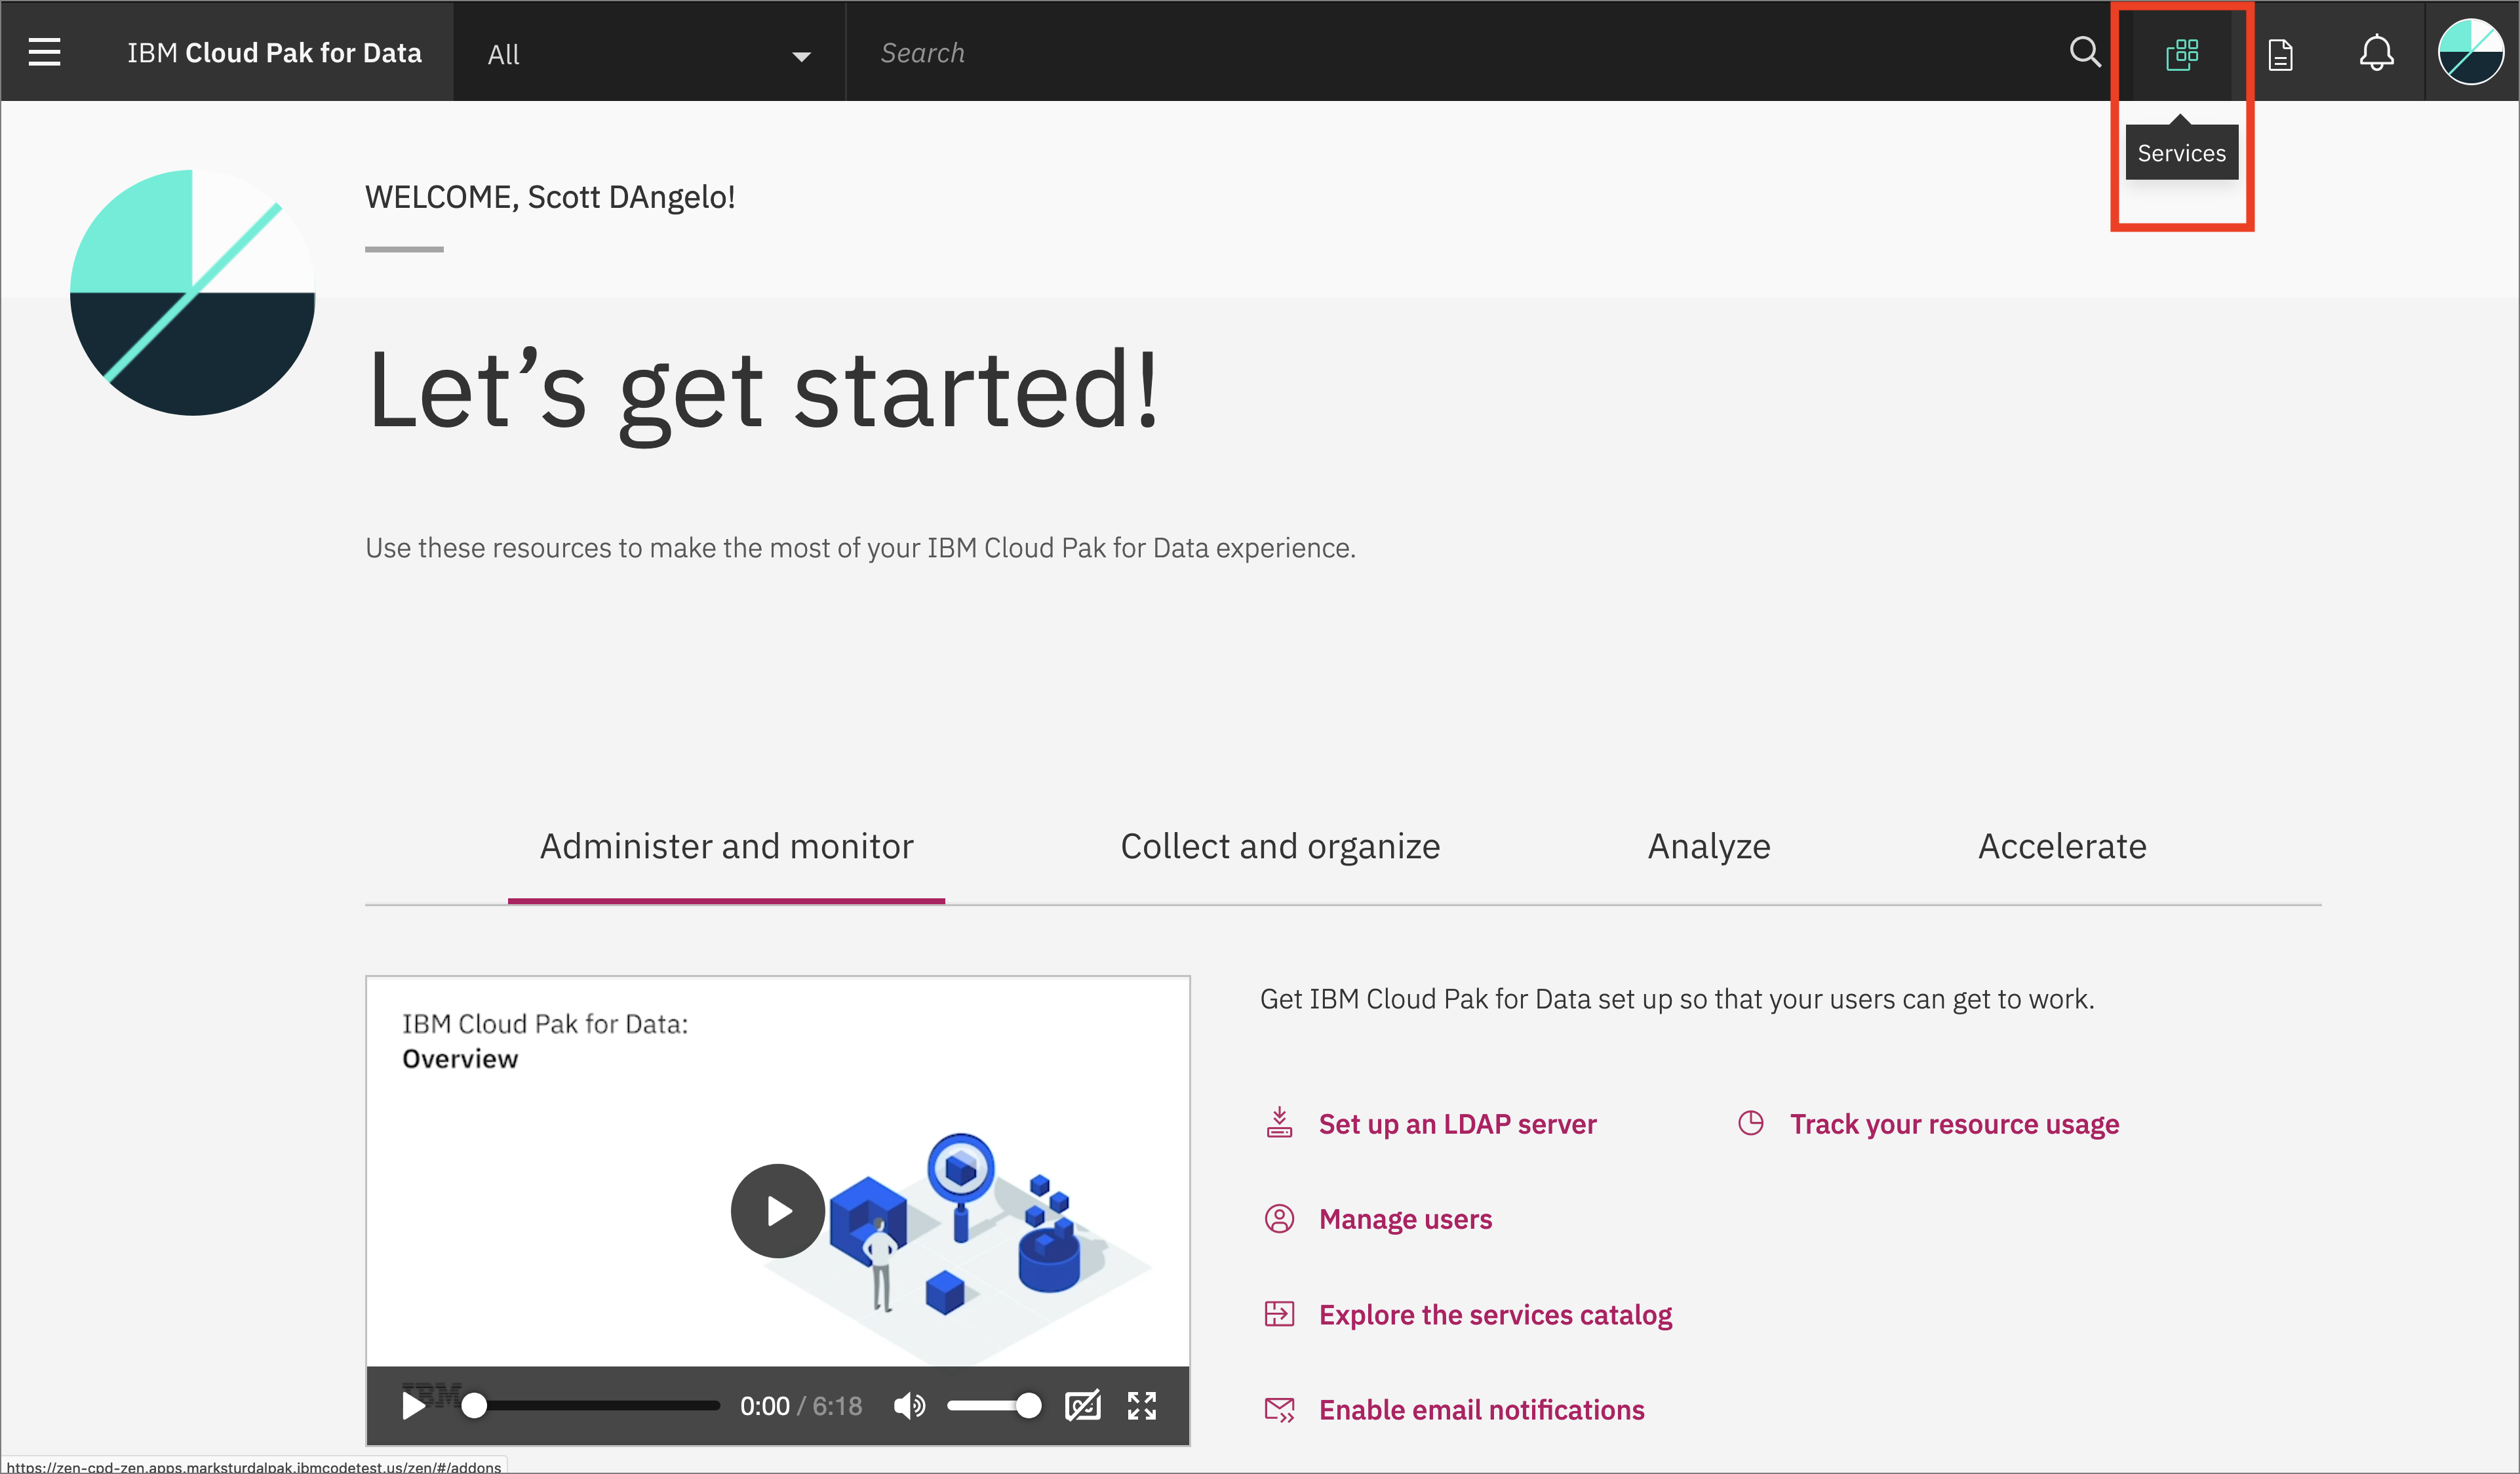 IBM Cloud Pak for Data
All
Search
Services
WELCOME, Scott DAngelo!
Let’s get started!
Use these resources to make the most of your IBM Cloud Pak for Data experience.
Administer and monitor
Collect and organize
Analyze
Accelerate
IBM Cloud Pak for Data:
Overview
IBM
0:00 / 6:18
Get IBM Cloud Pak for Data set up so that your users can get to work.
Set up an LDAP server
Track your resource usage
Manage users
Explore the services catalog
Enable email notifications
https://zen-cpd-zen.apps.marksturdalpak.ibmcodetest.us/zen/#/addons